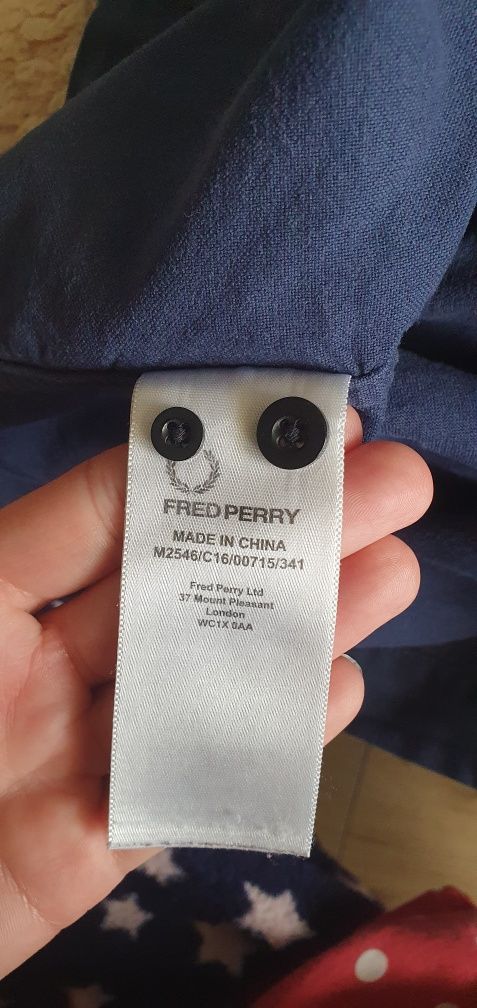 FRED PERRY
MADE IN CHINA
M2546/C16/00715/341
Fred Perry Ltd
37 Mount Pleasant
London
WC1X 0AA